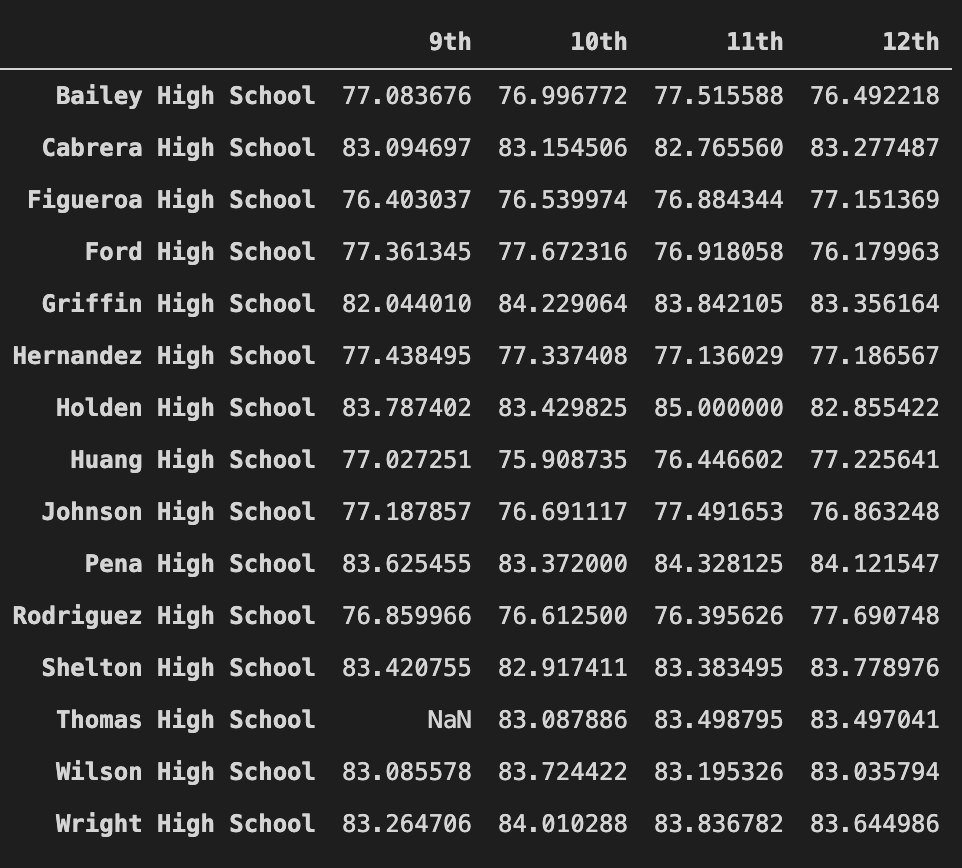 9th 10th 11th 12th
Bailey High School 77.083676 76.996772 77.515588 76.492218
Cabrera High School 83.094697 83.154506 82.765560 83.277487
Figueroa High School 76.403037 76.539974 76.884344 77.151369
Ford High School 77.361345 77.672316 76.918058 76.179963
Griffin High School 82.044010 84.229064 83.842105 83.356164
Hernandez High School 77.438495 77.337408 77.136029 77.186567
Holden High School 83.787402 83.429825 85.000000 82.855422
Huang High School 77.027251 75.908735 76.446602 77.225641
Johnson High School 77.187857 76.691117 77.491653 76.863248
Pena High School 83.625455 83.372000 84.328125 84.121547
Rodriguez High School 76.859966 76.612500 76.395626 77.690748
Shelton High School 83.420755 82.917411 83.383495 83.778976
Thomas High School NaN 83.087886 83.498795 83.497041
Wilson High School 83.085578 83.724422 83.195326 83.035794
Wright High School 83.264706 84.010288 83.836782 83.644986